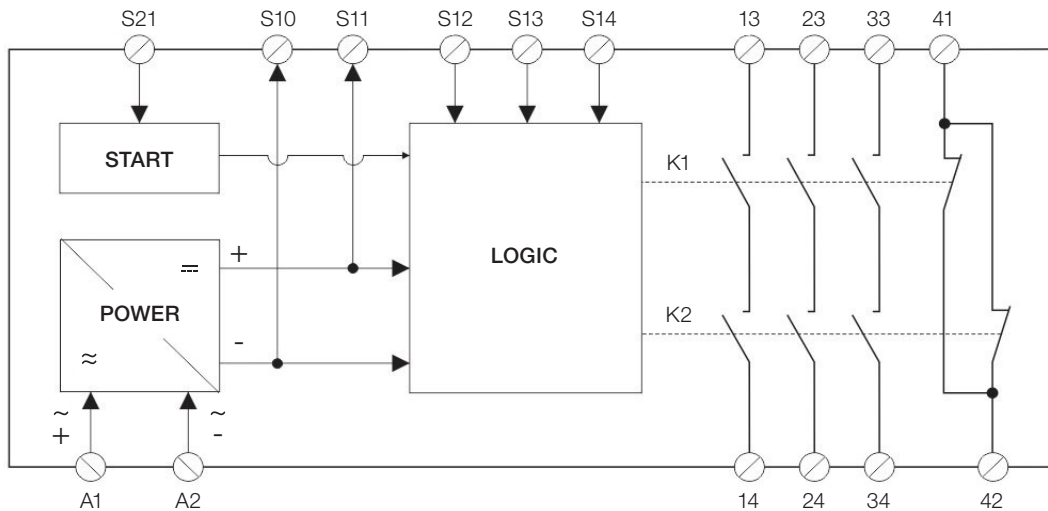 S21 S10 S11 S12 S13 S14 13 23 33 41
START
K1
LOGIC
+
POWER
K2
-
≈
~ ~
+ -
A1 A2 14 24 34 42